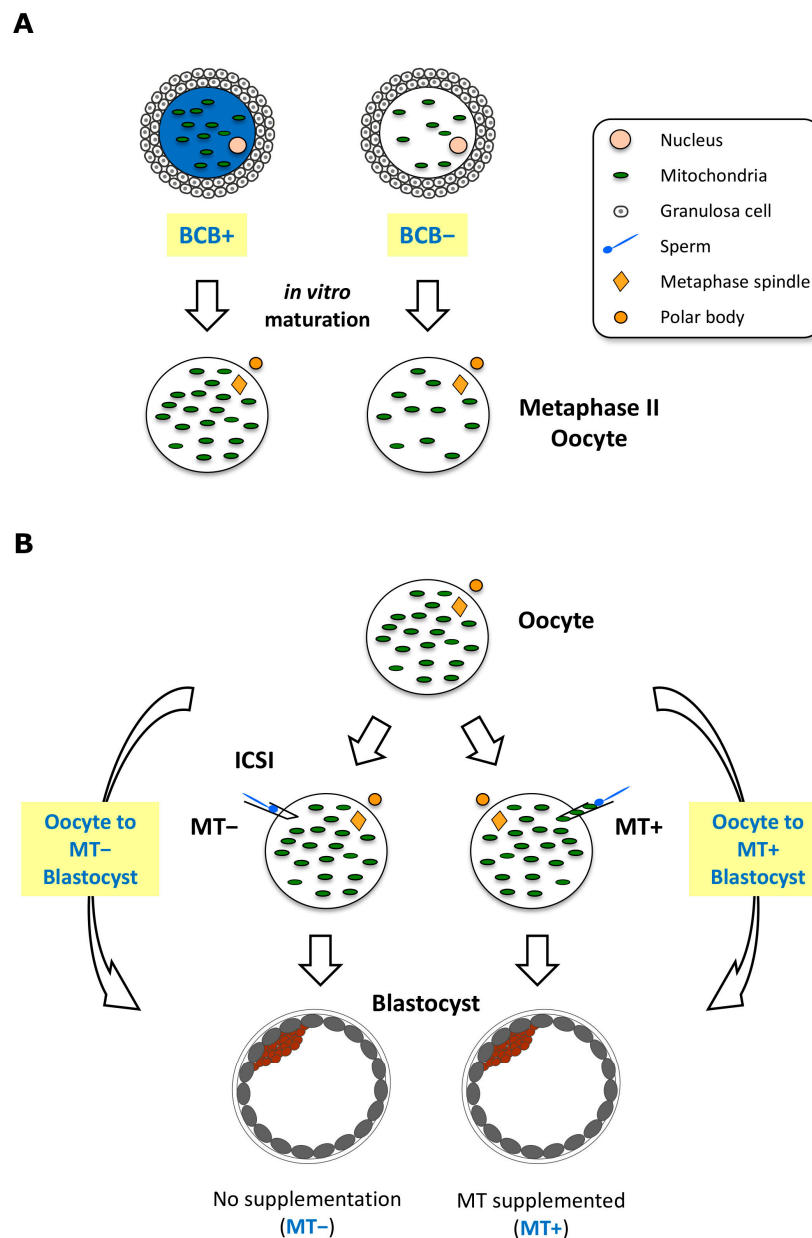 A
BCB+
BCB−
in vitro
maturation
Metaphase II
Oocyte
Nucleus
Mitochondria
Granulosa cell
Sperm
Metaphase spindle
Polar body
B
Oocyte
ICSI
MT−
MT+
Oocyte to
MT−
Blastocyst
Oocyte to
MT+
Blastocyst
Blastocyst
No supplementation
(MT−)
MT supplemented
(MT+)